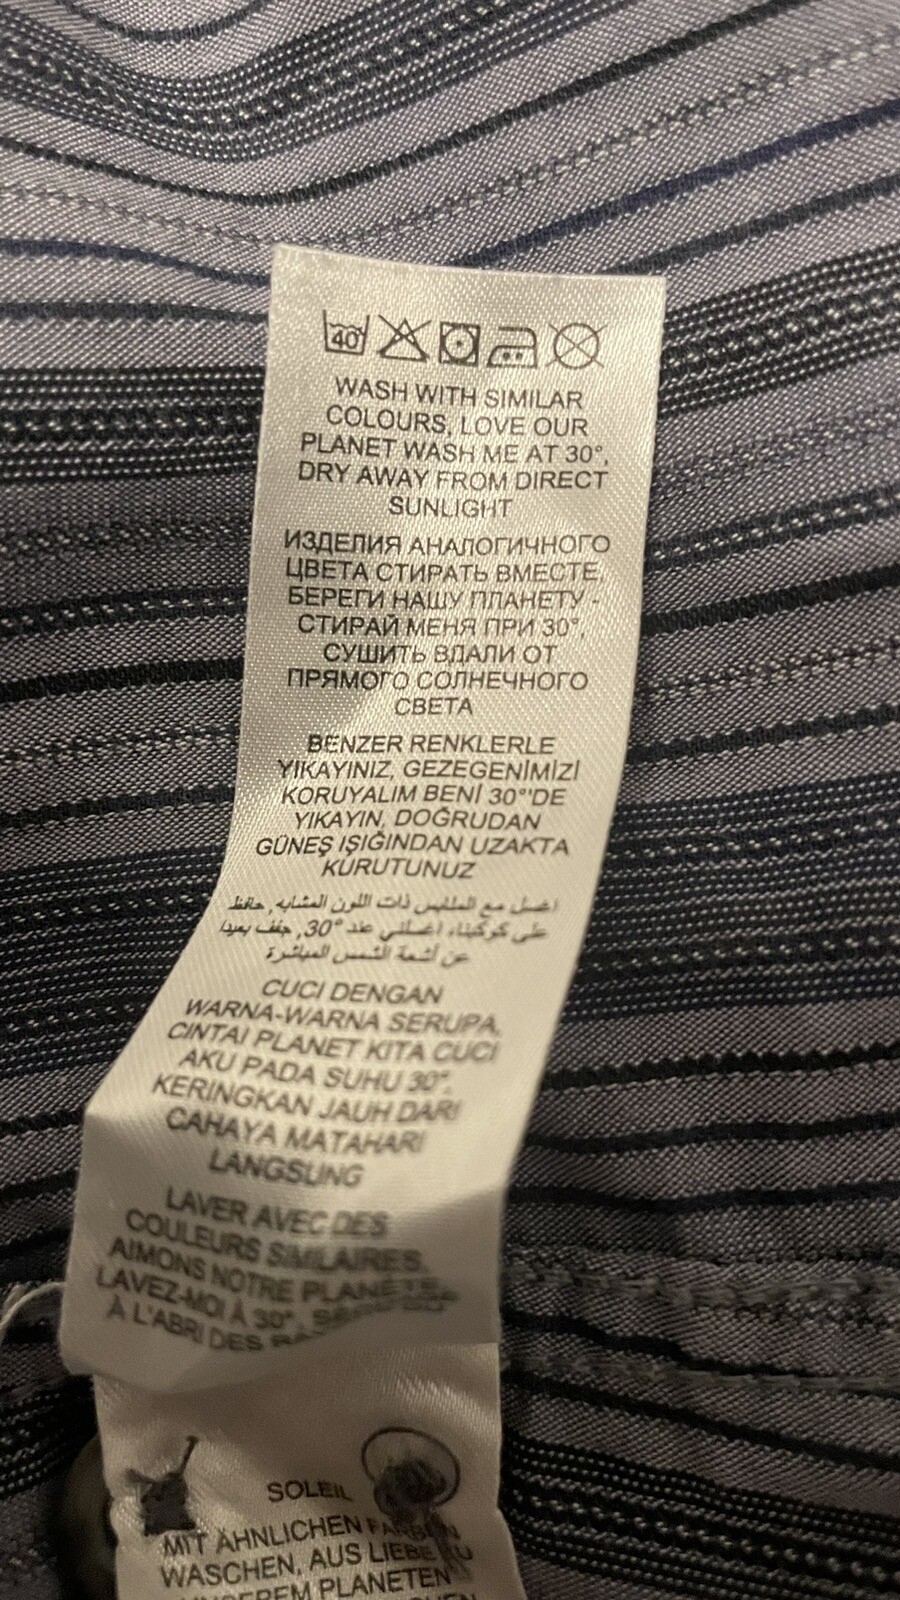 40
WASH WITH SIMILAR
COLOURS, LOVE OUR
PLANET WASH ME AT 30°,
DRY AWAY FROM DIRECT
SUNLIGHT
ИЗДЕЛИЯ АНАЛОГИЧНОГО
ЦВЕТА СТИРАТЬ ВМЕСТЕ,
БЕРЕГИ НАШУ ПЛАНЕТУ -
СТИРАЙ МЕНЯ ПРИ 30°,
СУШИТЬ ВДАЛИ ОТ
ПРЯМОГО СОЛНЕЧНОГО
СВЕТА
BENZER RENKLERLE
YIKAYINIZ, GEZEGENİMİZİ
KORUYALIM BENİ 30°'DE
YIKAYIN, DOĞRUDAN
GÜNEŞ IŞIĞINDAN UZAKTA
KURUTUNUZ
اغسل مع الملابس ذات اللون المشابه, حافظ
على كوكبنا، اغسلني عند 30°, جفف بعيدا
عن أشعة الشمس المباشرة
CUCI DENGAN
WARNA-WARNA SERUPA,
CINTAI PLANET KITA CUCI
AKU PADA SUHU 30°,
KERINGKAN JAUH DARI
CAHAYA MATAHARI
LANGSUNG
LAVER AVEC DES
COULEURS SIMILAIRES,
AIMONS NOTRE PLANÈTE,
LAVEZ-MOI À 30°,
À L'ABRI DES
SOLEIL
MIT ÄHNLICHEN FARBEN
WASCHEN, AUS LIEBE ZU
UNSEREM PLANETEN